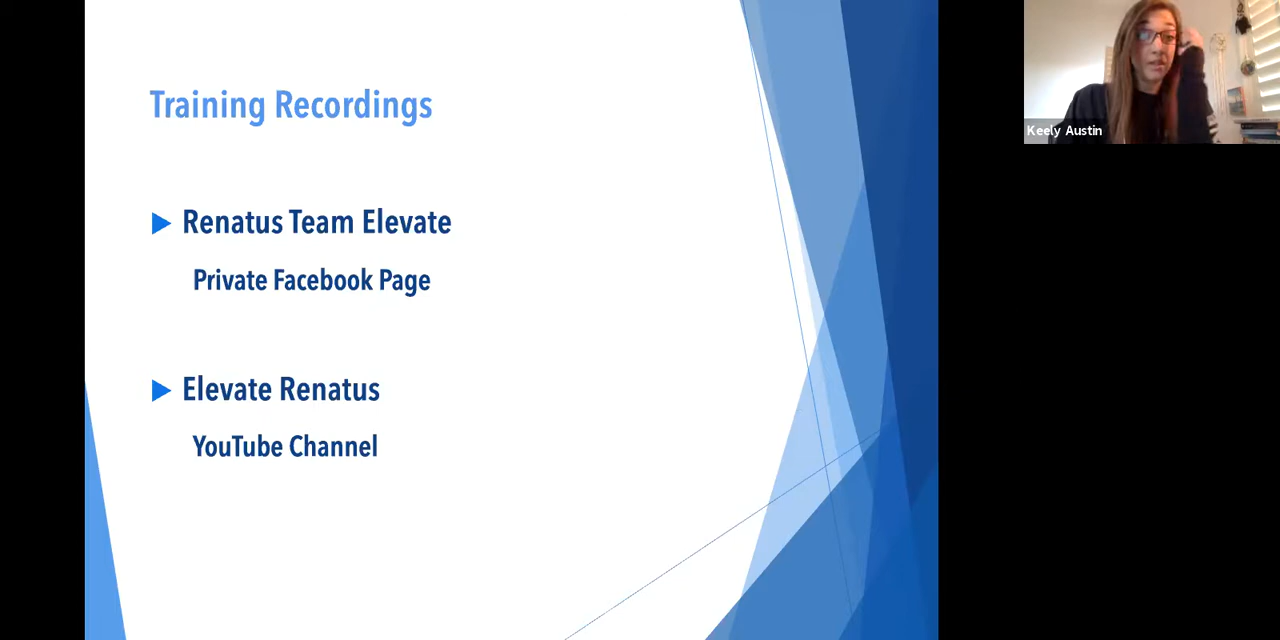 Training Recordings
Renatus Team Elevate
Private Facebook Page
Elevate Renatus
YouTube Channel
Keely Austin